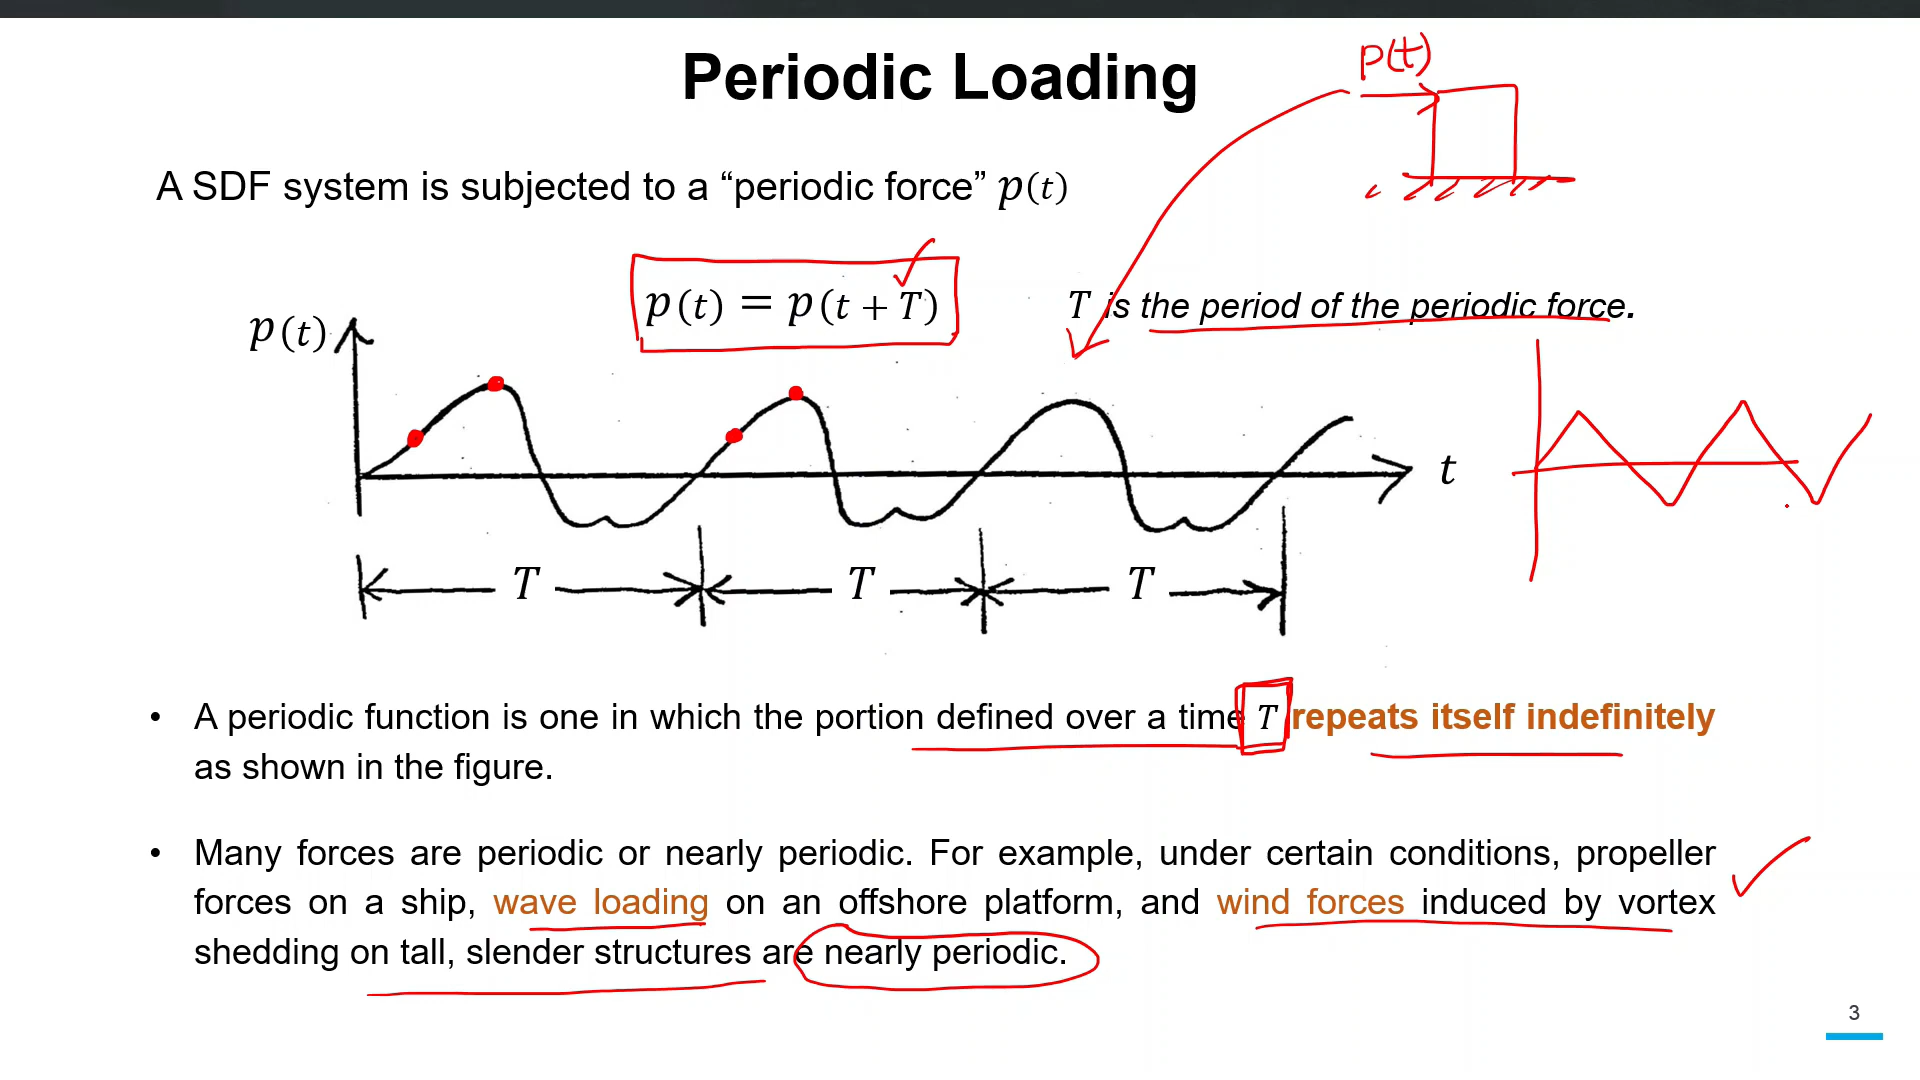 Periodic Loading
p(t)
A SDF system is subjected to a “periodic force” p(t)
p(t) = p(t + T)
T is the period of the periodic force.
p(t)
t
T T T
• A periodic function is one in which the portion defined over a time T repeats itself indefinitely
as shown in the figure.
• Many forces are periodic or nearly periodic. For example, under certain conditions, propeller
forces on a ship, wave loading on an offshore platform, and wind forces induced by vortex
shedding on tall, slender structures are nearly periodic.
3